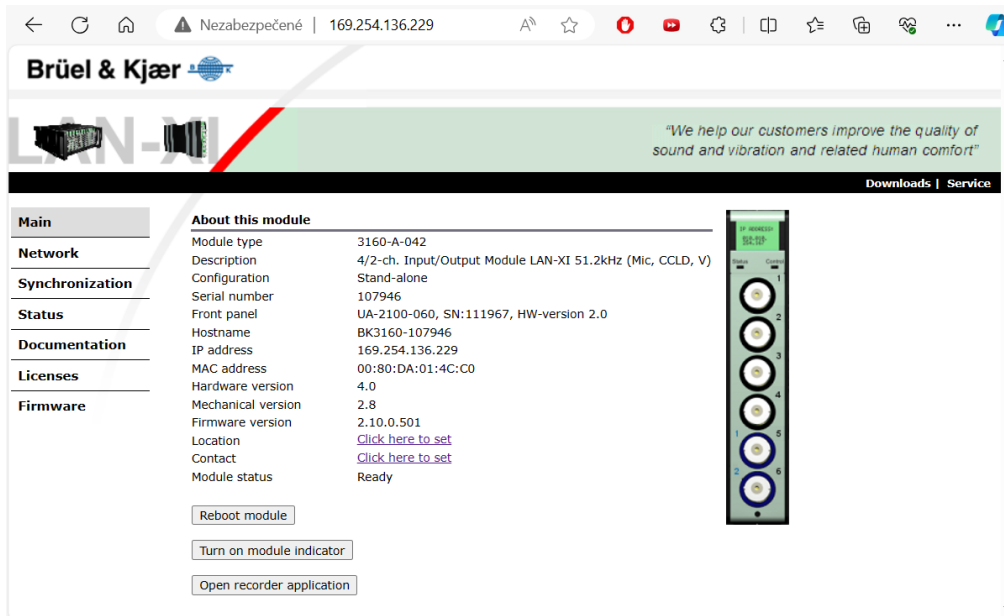 Nezabezpečené | 169.254.136.229
Brüel & Kjær
LAN-XI
"We help our customers improve the quality of
sound and vibration and related human comfort"
Downloads | Service
Main
Network
Synchronization
Status
Documentation
Licenses
Firmware
About this module
Module type 3160-A-042
Description 4/2-ch. Input/Output Module LAN-XI 51.2kHz (Mic, CCLD, V)
Configuration Stand-alone
Serial number 107946
Front panel UA-2100-060, SN:111967, HW-version 2.0
Hostname BK3160-107946
IP address 169.254.136.229
MAC address 00:80:DA:01:4C:C0
Hardware version 4.0
Mechanical version 2.8
Firmware version 2.10.0.501
Location Click here to set
Contact Click here to set
Module status Ready
Reboot module
Turn on module indicator
Open recorder application
IP ADDRESS
Status Control
1
2
3
4
1 5
2 6